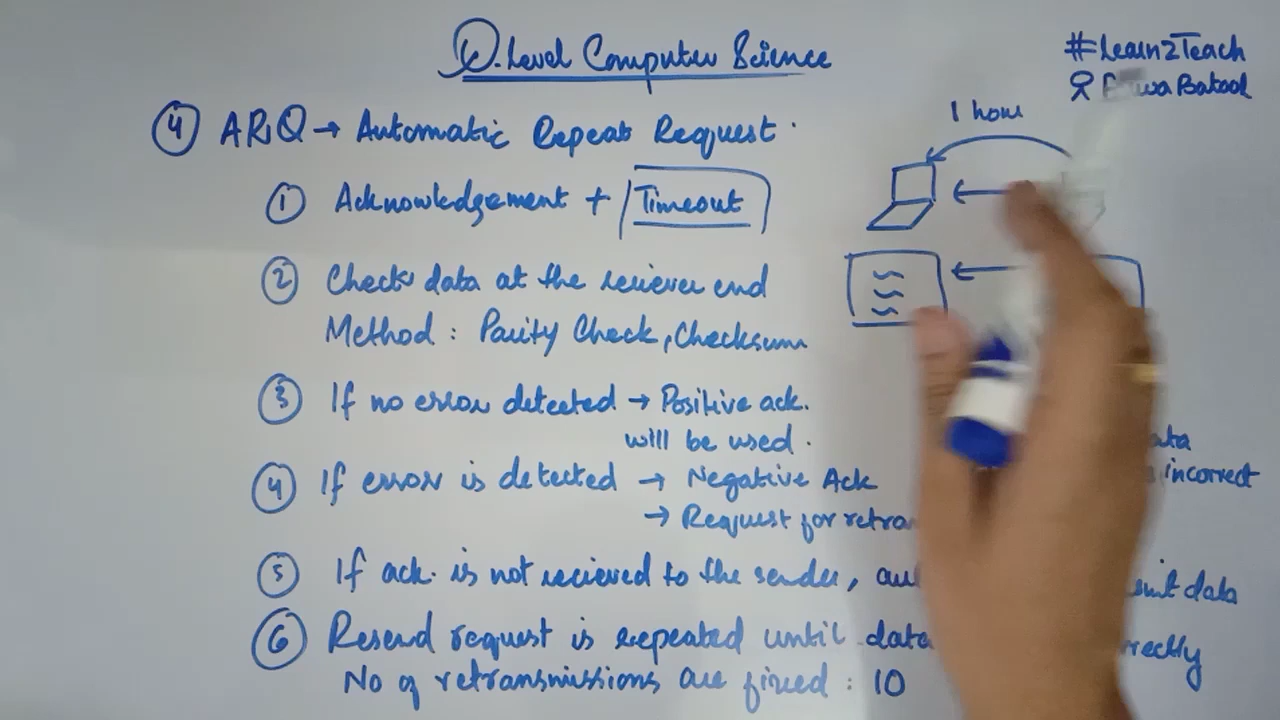 O.Level Computer Science
#Learn2Teach
Batool
1 hour
④ ARQ → Automatic Repeat Request.
① Acknowledgement + Timeout
② Check data at the reciever end
Method : Parity Check, Checksum
③ If no error detected → Positive ack.
will be used.
④ If error is detected → Negative Ack
→ Request for retran
incorrect
⑤ If ack. is not recieved to the sender, data
⑥ Resend request is repeated until data
No of retransmissions are fixed : 10